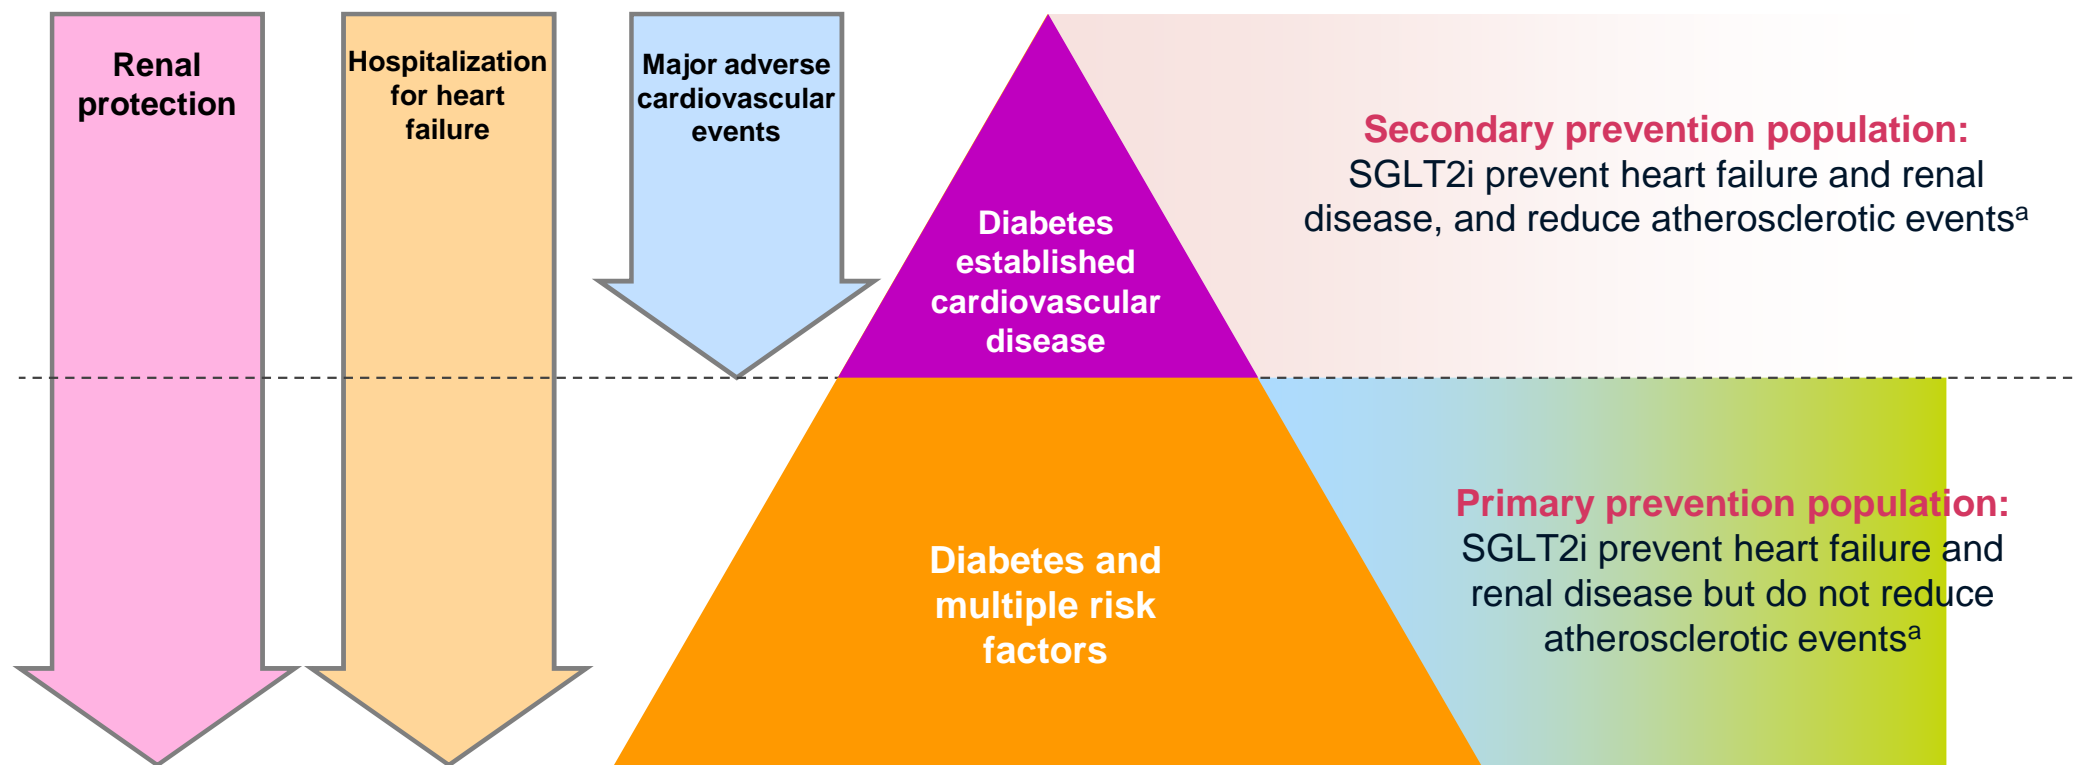 Renal
protection
Hospitalization
for heart
failure
Major adverse
cardiovascular
events
Diabetes
established
cardiovascular
disease
Secondary prevention population:
SGLT2i prevent heart failure and renal
disease, and reduce atherosclerotic eventsᵃ
Diabetes and
multiple risk
factors
Primary prevention population:
SGLT2i prevent heart failure and
renal disease but do not reduce
atherosclerotic eventsᵃ